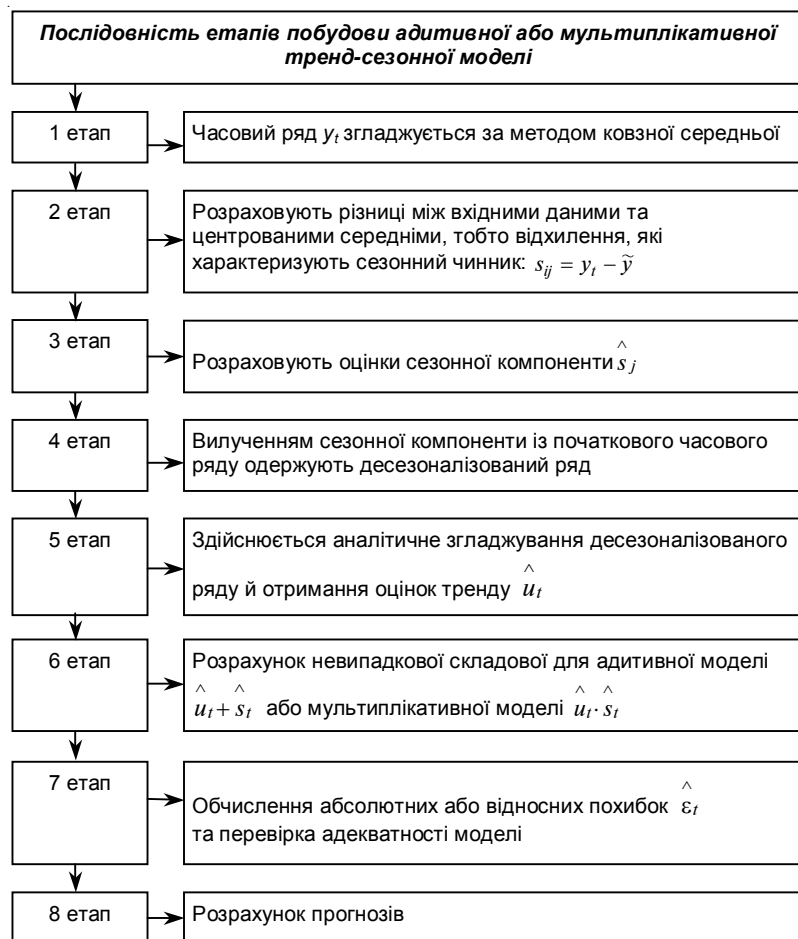 Послідовність етапів побудови адитивної або мультиплікативної
тренд-сезонної моделі
1 етап
Часовий ряд yₜ згладжується за методом ковзної середньої
2 етап
Розраховують різниці між вхідними даними та
центрованими середніми, тобто відхилення, які
характеризують сезонний чинник: sᵢⱼ = yₜ − ỹ
3 етап
Розраховують оцінки сезонної компоненти ŝⱼ
4 етап
Вилученням сезонної компоненти із початкового часового
ряду одержують десезоналізований ряд
5 етап
Здійснюється аналітичне згладжування десезоналізованого
ряду й отримання оцінок тренду ûₜ
6 етап
Розрахунок невипадкової складової для адитивної моделі
ûₜ + ŝₜ або мультиплікативної моделі ûₜ · ŝₜ
7 етап
Обчислення абсолютних або відносних похибок ε̂ₜ
та перевірка адекватності моделі
8 етап
Розрахунок прогнозів